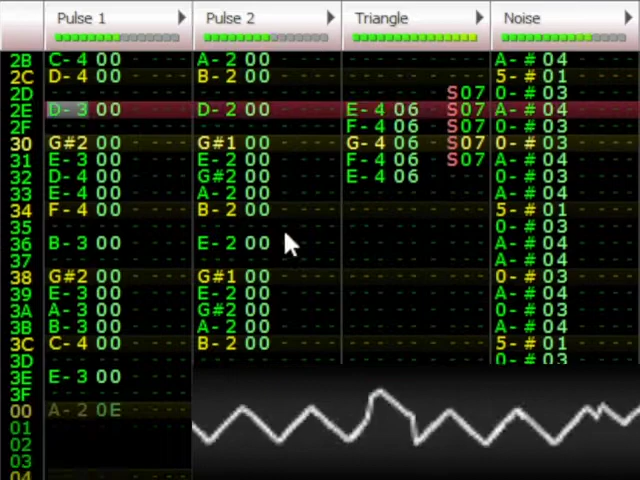 Pulse 1 Pulse 2 Triangle Noise
2B C-4 00 A-2 00 A-# 04
2C D-4 00 B-2 00 5-# 01
2D S07 0-# 03
2E D-3 00 D-2 00 E-4 06 S07 A-# 04
2F F-4 06 S07 0-# 03
30 G#2 00 G#1 00 G-4 06 S07 0-# 03
31 E-3 00 E-2 00 F-4 06 S07 A-# 04
32 D-4 00 G#2 00 E-4 06 0-# 03
33 E-4 00 A-2 00 A-# 04
34 F-4 00 B-2 00 5-# 01
35 0-# 03
36 B-3 00 E-2 00 A-# 04
37 A-# 04
38 G#2 00 G#1 00 0-# 03
39 E-3 00 E-2 00 A-# 04
3A A-3 00 G#2 00 0-# 03
3B B-3 00 A-2 00 A-# 04
3C C-4 00 B-2 00 5-# 01
3D 0-# 03
3E E-3 00
3F
00 A-2 0E
01
02
03
04